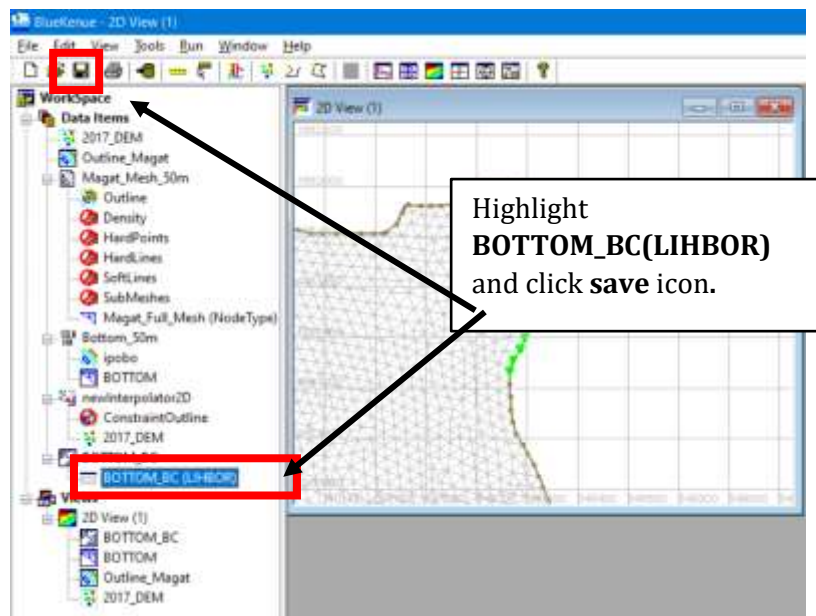 BlueKenue - 2D View (1)
File Edit View Tools Run Window Help
WorkSpace
Data Items
2017_DEM
Outline_Magat
Magat_Mesh_50m
Outline
Density
HardPoints
HardLines
SoftLines
SubMeshes
Magat_Full_Mesh (NodeType)
Bottom_50m
ipobo
BOTTOM
newInterpolator2D
ConstraintOutline
2017_DEM
BOTTOM_BC (LIHBOR)
Views
2D View (1)
BOTTOM_BC
BOTTOM
Outline_Magat
2017_DEM
2D View (1)
Highlight
BOTTOM_BC(LIHBOR)
and click save icon.